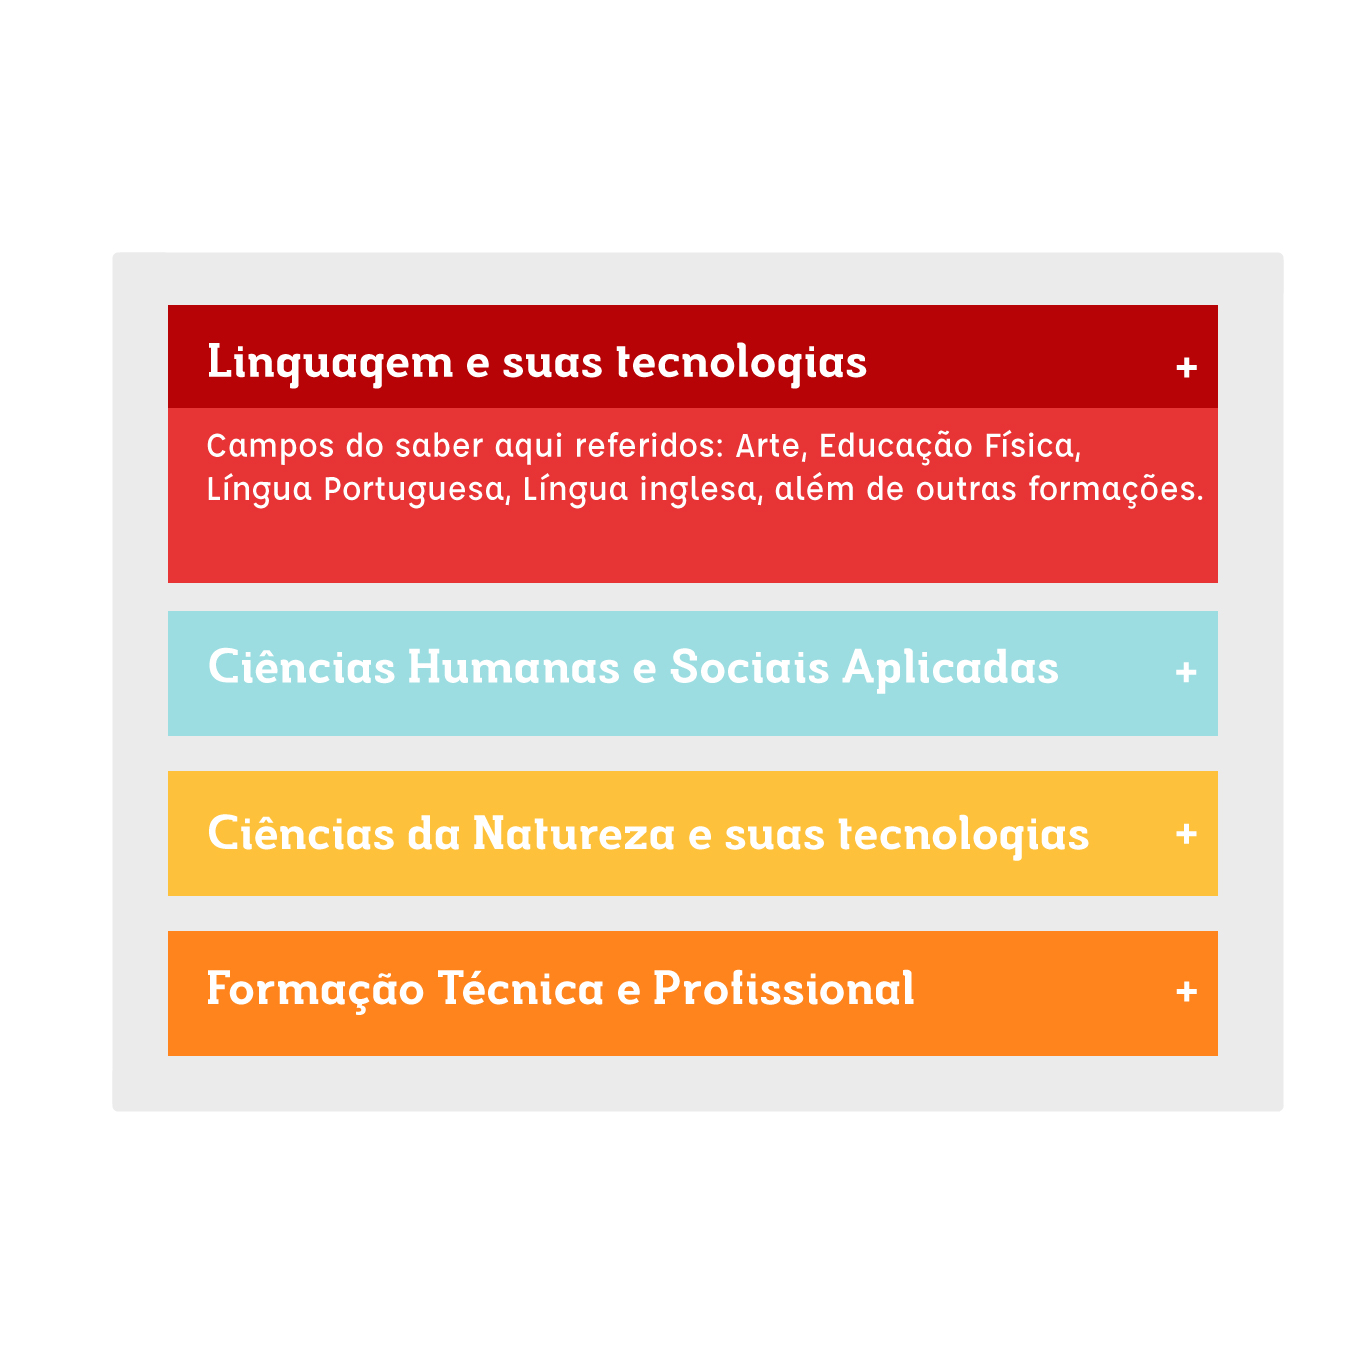 Linguagem e suas tecnologias +
Campos do saber aqui referidos: Arte, Educação Física,
Língua Portuguesa, Língua inglesa, além de outras formações.
Ciências Humanas e Sociais Aplicadas +
Ciências da Natureza e suas tecnologias +
Formação Técnica e Profissional +